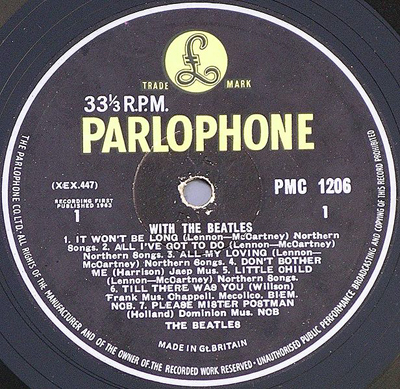 £
TRADE MARK
33⅓ R.P.M.
PARLOPHONE
(XEX.447)
PMC 1206
RECORDING FIRST
PUBLISHED 1963
1
1
WITH THE BEATLES
1. IT WON'T BE LONG (Lennon—McCartney) Northern
Songs. 2. ALL I'VE GOT TO DO (Lennon—McCartney)
Northern Songs. 3. ALL MY LOVING (Lennon-
McCartney) Northern Songs. 4. DON'T BOTHER
ME (Harrison) Jaep Mus. 5. LITTLE CHILD
(Lennon—McCartney) Northern Songs.
6. TILL THERE WAS YOU (Willson)
Frank Mus. Chappell. Mecolico. BIEM.
NCB. 7. PLEASE MISTER POSTMAN
(Holland) Dominion Mus. NCB
THE BEATLES
MADE IN Gt. BRITAIN
THE PARLOPHONE CO. LTD. ALL RIGHTS OF THE MANUFACTURER AND OF THE OWNER OF THE RECORDED WORK RESERVED · UNAUTHORISED PUBLIC PERFORMANCE BROADCASTING AND COPYING OF THIS RECORD PROHIBITED